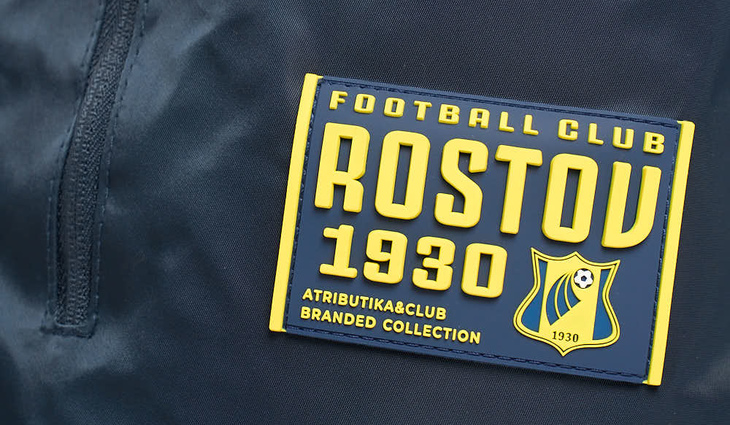 FOOTBALL CLUB
ROSTOV
1930
ATRIBUTIKA&CLUB
BRANDED COLLECTION
1930